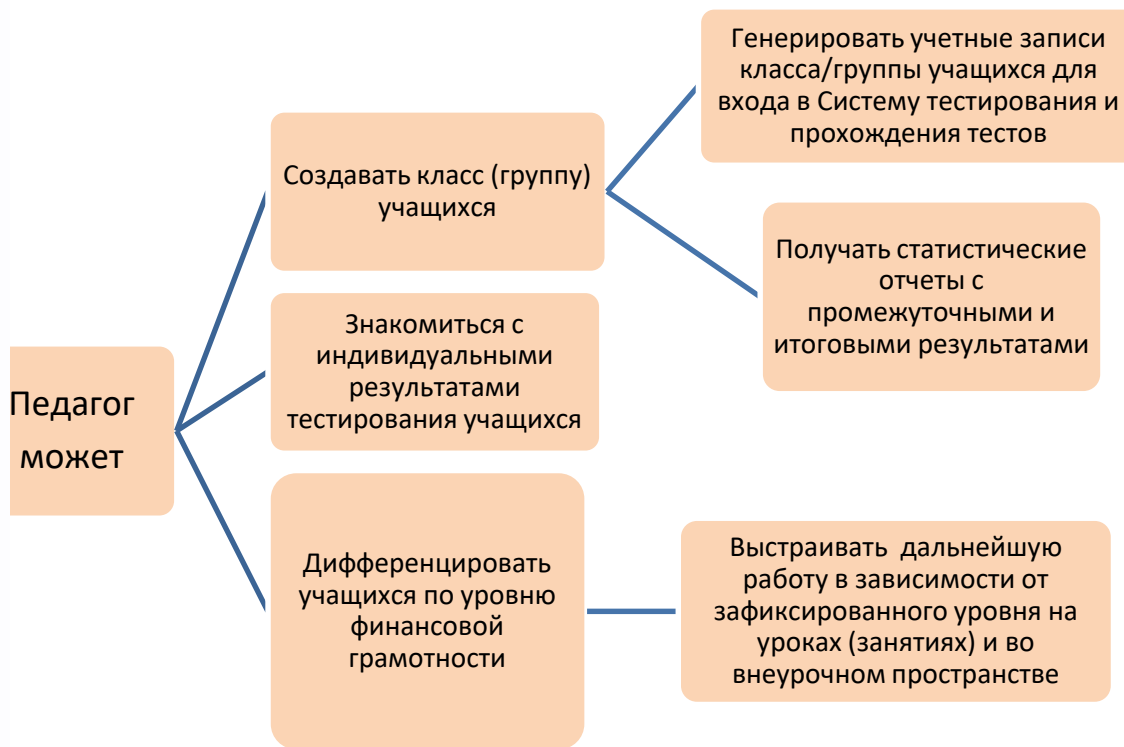 Педагог
может
Создавать класс (группу)
учащихся
Генерировать учетные записи
класса/группы учащихся для
входа в Систему тестирования и
прохождения тестов
Получать статистические
отчеты с
промежуточными и
итоговыми результатами
Знакомиться с
индивидуальными
результатами
тестирования учащихся
Дифференцировать
учащихся по уровню
финансовой
грамотности
Выстраивать дальнейшую
работу в зависимости от
зафиксированного уровня на
уроках (занятиях) и во
внеурочном пространстве